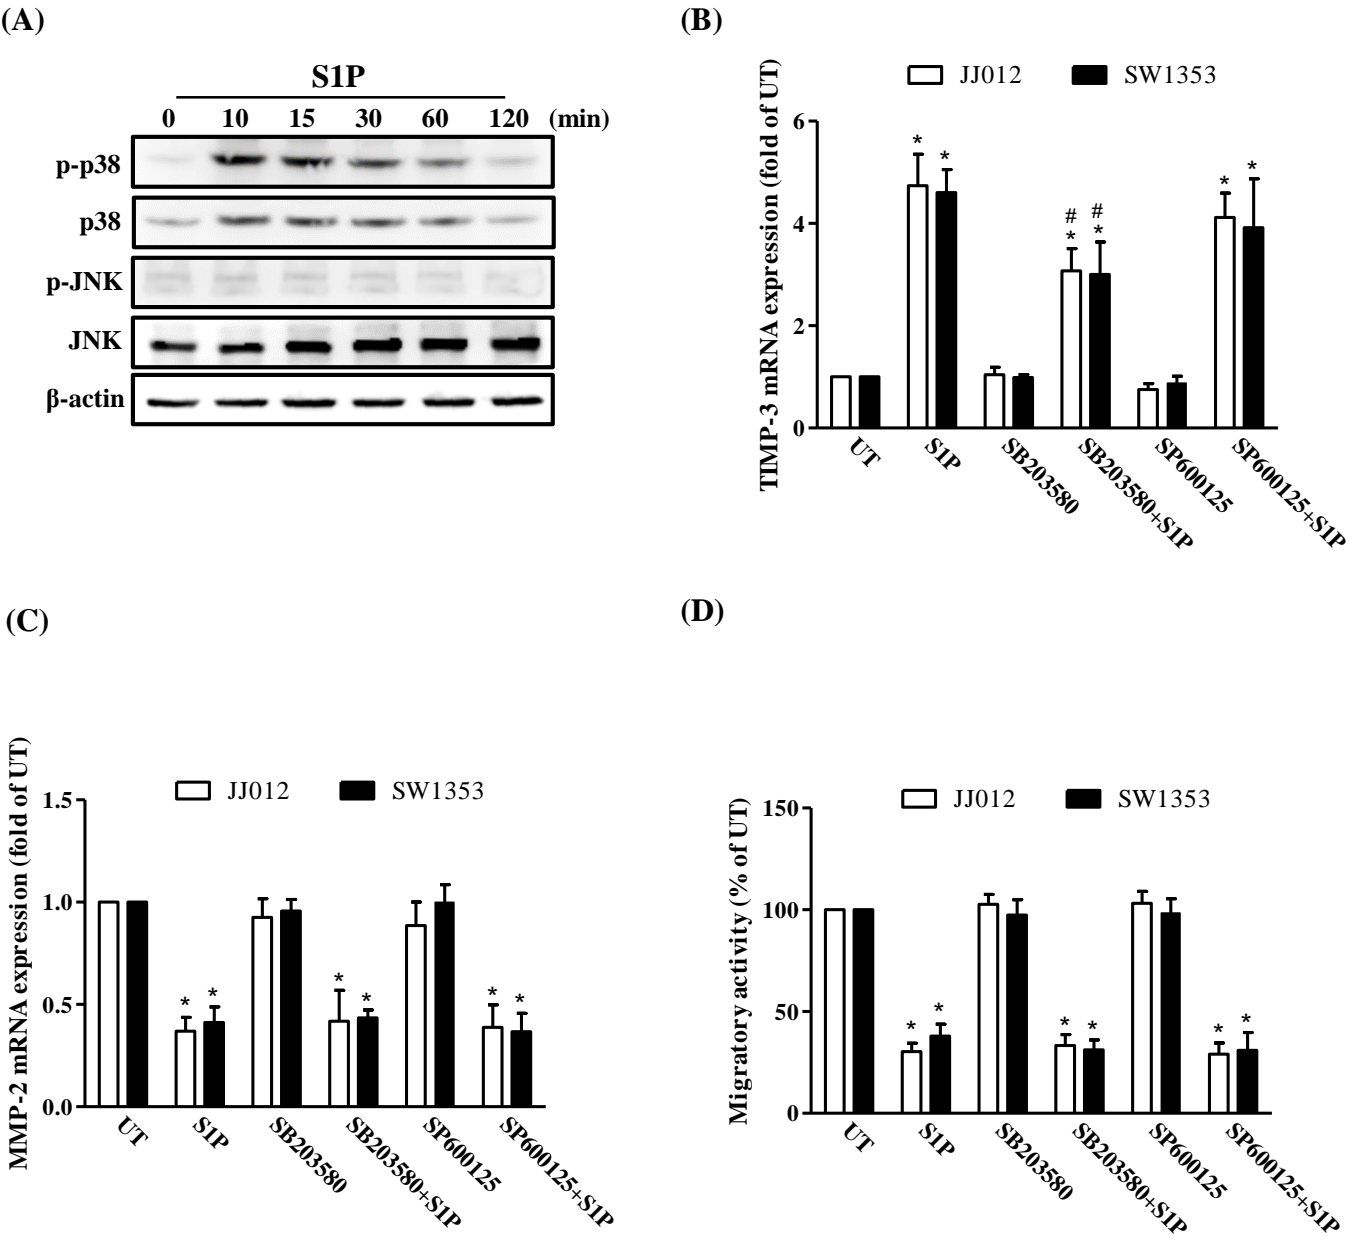 (A)
S1P
0 10 15 30 60 120 (min)
p-p38
p38
p-JNK
JNK
β-actin
(B)
JJ012 SW1353
TIMP-3 mRNA expression (fold of UT)
6
4
2
0
* * # * # * * *
UT S1P SB203580 SB203580+S1P SP600125 SP600125+S1P
(C)
JJ012 SW1353
MMP-2 mRNA expression (fold of UT)
1.5
1.0
0.5
0.0
* * * * * *
UT S1P SB203580 SB203580+S1P SP600125 SP600125+S1P
(D)
JJ012 SW1353
Migratory activity (% of UT)
150
100
50
0
* * * * * *
UT S1P SB203580 SB203580+S1P SP600125 SP600125+S1P